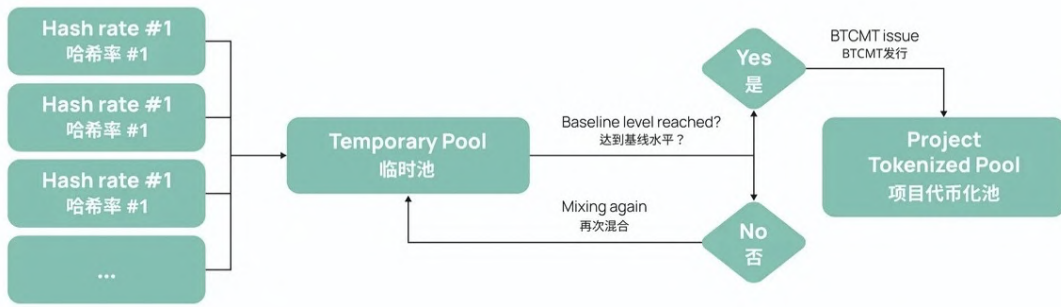 Hash rate #1
哈希率 #1
Hash rate #1
哈希率 #1
Hash rate #1
哈希率 #1
...
Temporary Pool
临时池
Baseline level reached?
达到基线水平？
Mixing again
再次混合
Yes
是
No
否
BTCMT issue
BTCMT发行
Project
Tokenized Pool
项目代币化池